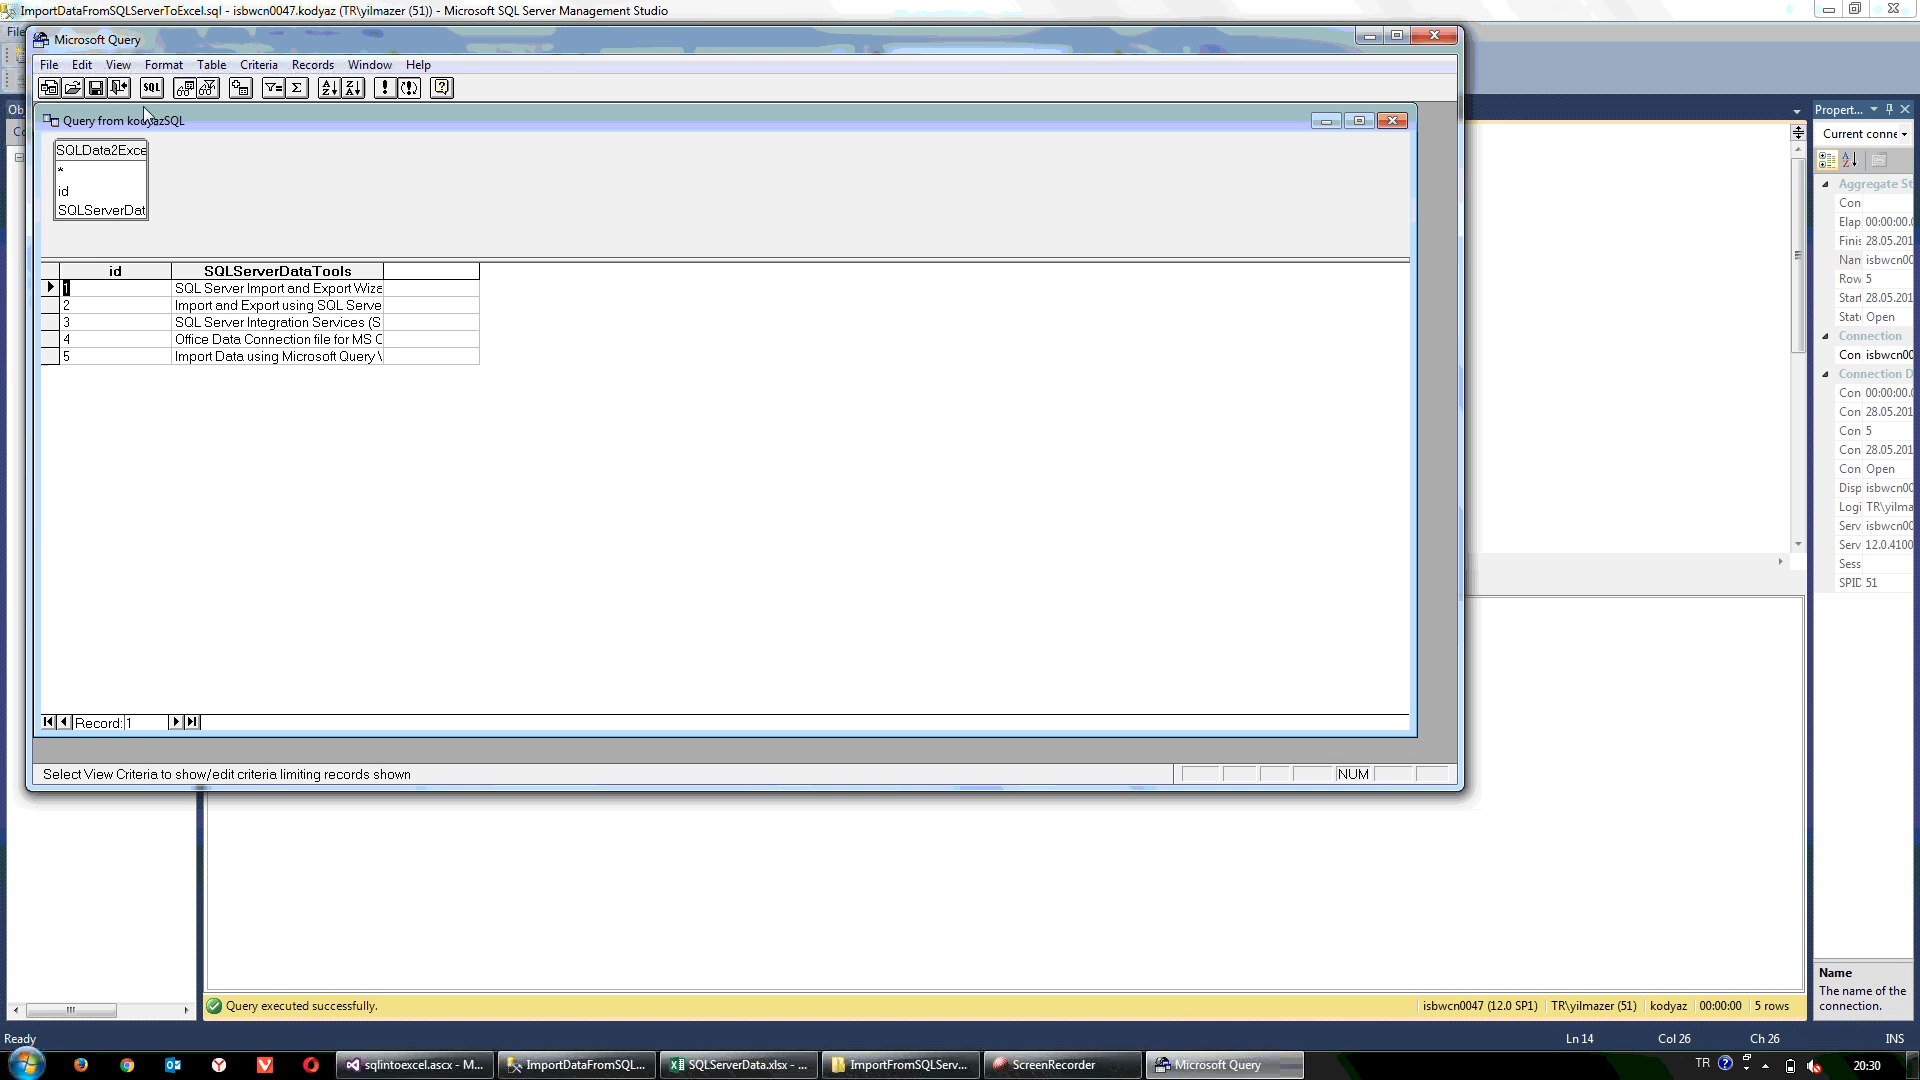 ImportDataFromSQLServerToExcel.sql - isbwcn0047.kodyaz (TR\yilmazer (51)) - Microsoft SQL Server Management Studio
Microsoft Query
File Edit View Format Table Criteria Records Window Help
SQL
Query from kodyazSQL
SQLData2Exce
*
id
SQLServerDat
id SQLServerDataTools
1 SQL Server Import and Export Wiza
2 Import and Export using SQL Serve
3 SQL Server Integration Services (S
4 Office Data Connection file for MS
5 Import Data using Microsoft Query
Record: 1
Select View Criteria to show/edit criteria limiting records shown
NUM
Propert...
Current conne
Aggregate St
Con
Elap 00:00:00.0
Finis 28.05.201
Nam isbwcn00
Row 5
Start 28.05.201
State Open
Connection
Con isbwcn00
Connection D
Con 00:00:00.0
Con 28.05.201
Con 5
Con 28.05.201
Con Open
Disp isbwcn00
Logi TR\yilma
Serv isbwcn00
Serv 12.0.4100
Sess
SPID 51
Name
The name of the
connection.
Query executed successfully.
isbwcn0047 (12.0 SP1) TR\yilmazer (51) kodyaz 00:00:00 5 rows
Ready
Ln 14 Col 26 Ch 26 INS
sqlintoexcel.ascx - M...
ImportDataFromSQL...
SQLServerData.xlsx - ...
ImportFromSQLServ...
ScreenRecorder
Microsoft Query
TR
20:30